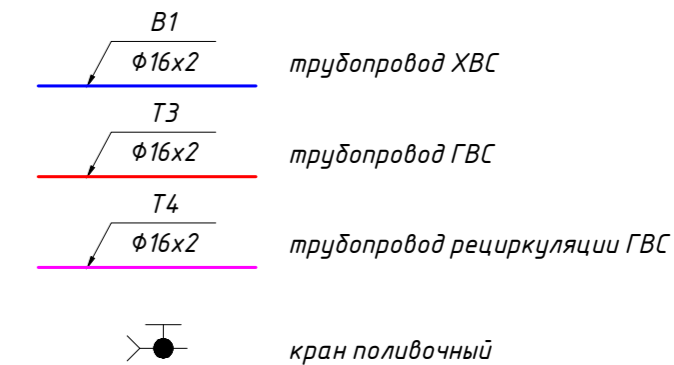 В1
Ф16х2
трубопровод ХВС
Т3
Ф16х2
трубопровод ГВС
Т4
Ф16х2
трубопровод рециркуляции ГВС
кран поливочный